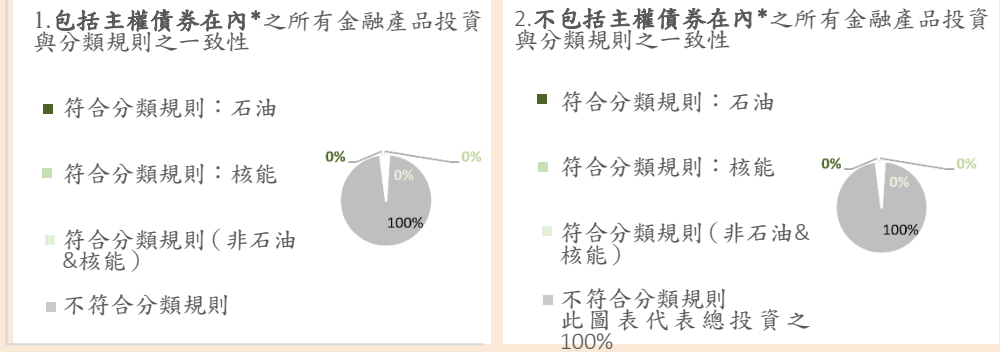 1.包括主權債券在內*之所有金融產品投資
與分類規則之一致性
符合分類規則：石油
符合分類規則：核能
符合分類規則（非石油
&核能）
不符合分類規則
0%
0%
0%
100%
2.不包括主權債券在內*之所有金融產品投資
與分類規則之一致性
符合分類規則：石油
符合分類規則：核能
符合分類規則（非石油&
核能）
不符合分類規則
此圖表代表總投資之
100%
0%
0%
0%
100%